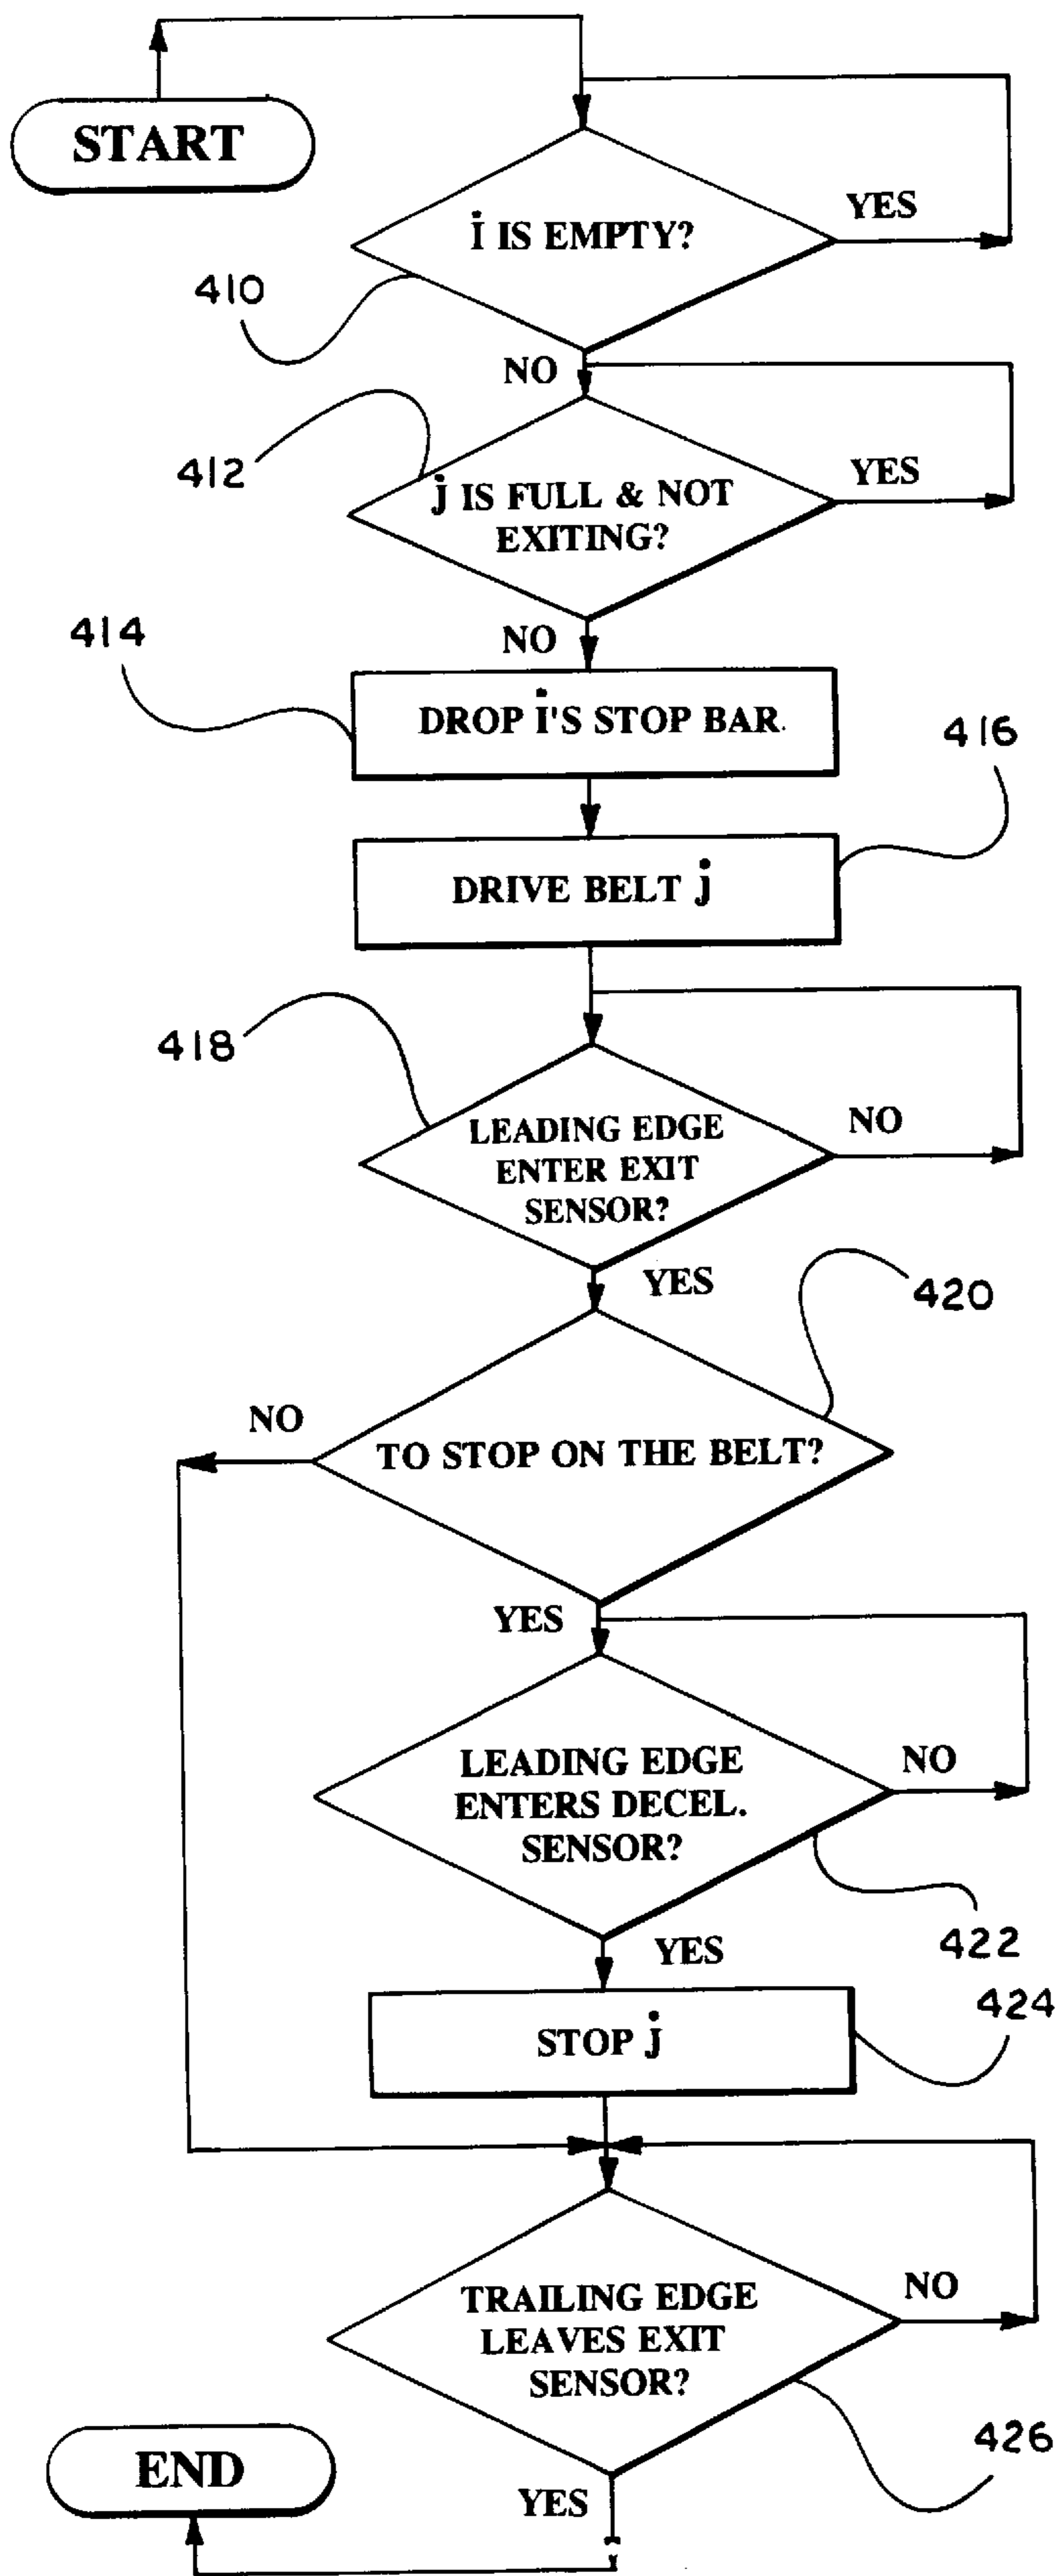 START
i IS EMPTY?
YES
410
NO
412
j IS FULL & NOT
EXITING?
YES
NO
414
DROP i'S STOP BAR.
416
DRIVE BELT j
418
LEADING EDGE
ENTER EXIT
SENSOR?
NO
YES
420
NO
TO STOP ON THE BELT?
YES
LEADING EDGE
ENTERS DECEL.
SENSOR?
NO
422
YES
424
STOP j
TRAILING EDGE
LEAVES EXIT
SENSOR?
NO
426
YES
END